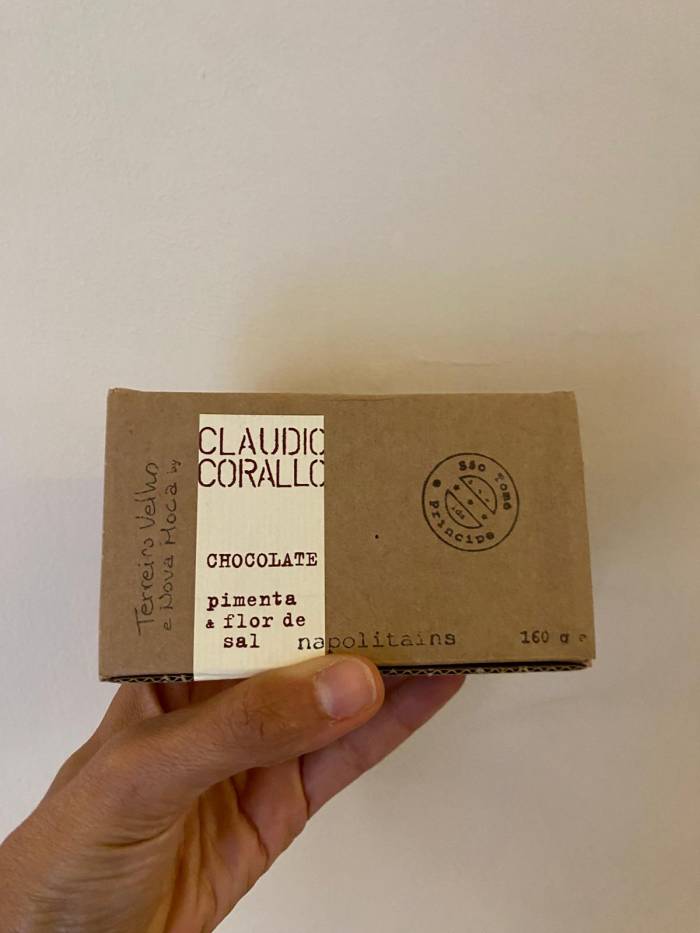 Terreiro Velho
e Nova Moca by
CLAUDIO
CORALLO
CHOCOLATE
pimenta
& flor de
sal
napolitains
São Tomé
e Príncipe
160 g e